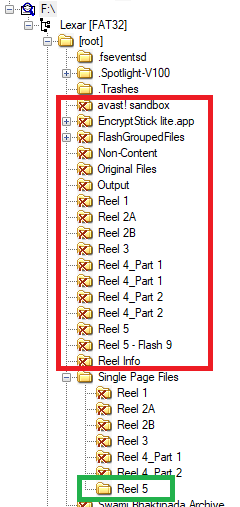 F:\
Lexar [FAT32]
[root]
.fseventsd
.Spotlight-V100
.Trashes
avast! sandbox
EncryptStick lite.app
FlashGroupedFiles
Non-Content
Original Files
Output
Reel 1
Reel 2A
Reel 2B
Reel 3
Reel 4_Part 1
Reel 4_Part 1
Reel 4_Part 2
Reel 4_Part 2
Reel 5
Reel 5 - Flash 9
Reel Info
Single Page Files
Reel 1
Reel 2A
Reel 2B
Reel 3
Reel 4_Part 1
Reel 4_Part 2
Reel 5
Swami Bhaktipada Archive